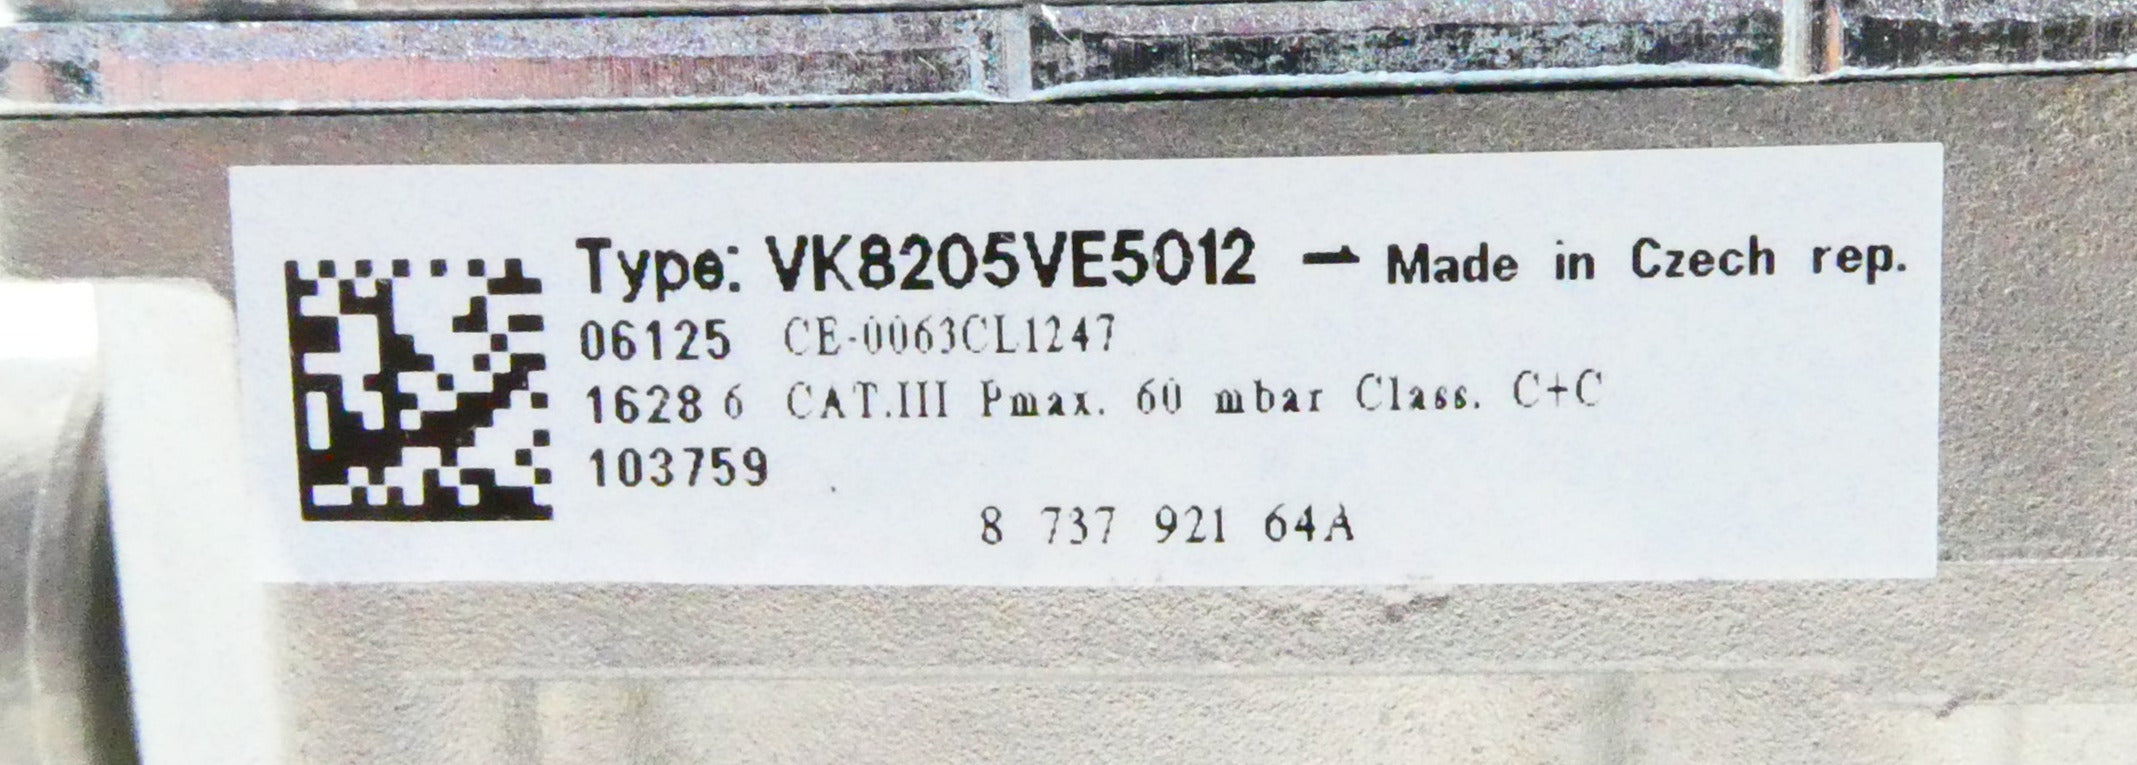 Type: VK8205VE5012 ⇀ Made in Czech rep.
06125 CE-0063CL1247
1628 6 CAT.III Pmax. 60 mbar Class. C+C
103759
8 737 921 64A